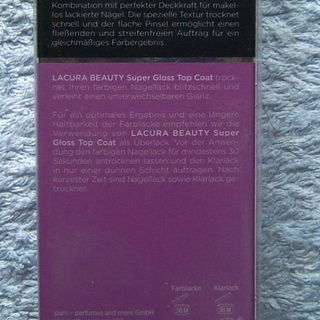 Kombination mit perfekter Deckkraft für makel-
los lackierte Nägel. Die spezielle Textur trocknet
schnell und der flache Pinsel ermöglicht einen
fließenden und streifenfreien Auftrag für ein
gleichmäßiges Farbergebnis.
LACURA BEAUTY Super Gloss Top Coat trock-
net Ihren farbigen Nagellack blitzschnell und
verleiht einen unverwechselbaren Glanz.
Für ein optimales Ergebnis und eine längere
Haltbarkeit der Farblacke empfehlen wir die
Verwendung von LACURA BEAUTY Super
Gloss Top Coat als Überlack. Vor der Anwen-
dung den farbigen Nagellack für mindestens 30
Sekunden antrocknen lassen und den Klarlack
in nur einer dünnen Schicht auftragen. Nach
kürzester Zeit sind Nagellack sowie Klarlack ge-
trocknet.
Farblacke Klarlack
36 M 36 M
pam - perfumes and more GmbH